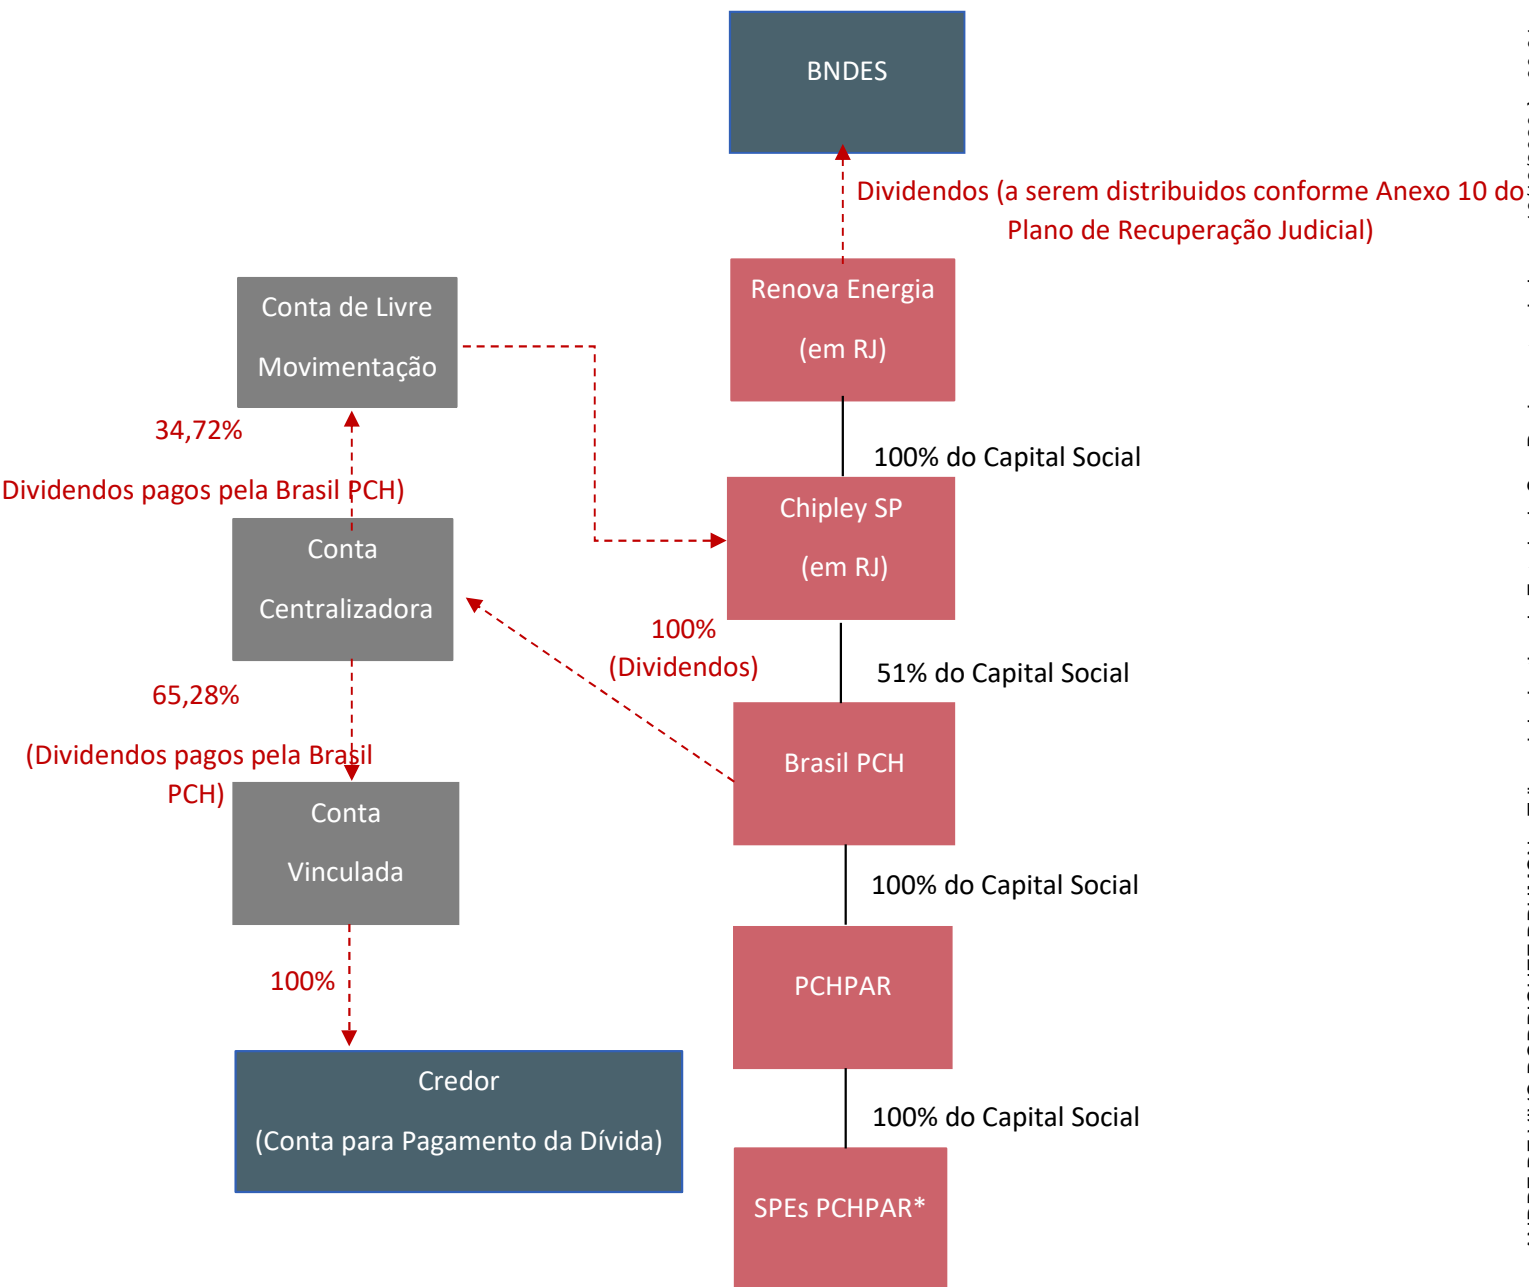 BNDES
Dividendos (a serem distribuidos conforme Anexo 10 do
Plano de Recuperação Judicial)
Renova Energia
(em RJ)
Conta de Livre
Movimentação
34,72%
100% do Capital Social
Dividendos pagos pela Brasil PCH)
Chipley SP
(em RJ)
Conta
Centralizadora
100%
(Dividendos)
51% do Capital Social
65,28%
(Dividendos pagos pela Brasil
PCH)
Brasil PCH
Conta
Vinculada
100% do Capital Social
100%
PCHPAR
Credor
(Conta para Pagamento da Dívida)
100% do Capital Social
SPEs PCHPAR*